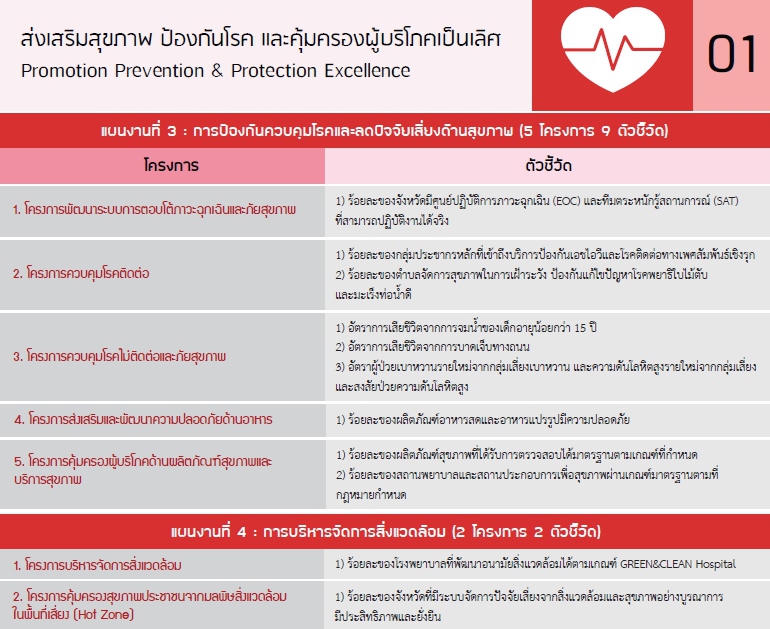 ส่งเสริมสุขภาพ ป้องกันโรค และคุ้มครองผู้บริโภคเป็นเลิศ
Promotion Prevention & Protection Excellence
01
แผนงานที่ 3 : การป้องกันควบคุมโรคและลดปัจจัยเสี่ยงด้านสุขภาพ (5 โครงการ 9 ตัวชี้วัด)
โครงการ
ตัวชี้วัด
1. โครงการพัฒนาระบบการตอบโต้ภาวะฉุกเฉินและภัยสุขภาพ
1) ร้อยละของจังหวัดมีศูนย์ปฏิบัติการภาวะฉุกเฉิน (EOC) และทีมตระหนักรู้สถานการณ์ (SAT)
ที่สามารถปฏิบัติงานได้จริง
2. โครงการควบคุมโรคติดต่อ
1) ร้อยละของกลุ่มประชากรหลักที่เข้าถึงบริการป้องกันเอชไอวีและโรคติดต่อทางเพศสัมพันธ์เชิงรุก
2) ร้อยละของตำบลจัดการสุขภาพในการเฝ้าระวัง ป้องกันแก้ไขปัญหาโรคพยาธิใบไม้ตับ
และมะเร็งท่อน้ำดี
3. โครงการควบคุมโรคไม่ติดต่อและภัยสุขภาพ
1) อัตราการเสียชีวิตจากการจมน้ำของเด็กอายุน้อยกว่า 15 ปี
2) อัตราการเสียชีวิตจากการบาดเจ็บทางถนน
3) อัตราผู้ป่วยเบาหวานรายใหม่จากกลุ่มเสี่ยงเบาหวาน และความดันโลหิตสูงรายใหม่จากกลุ่มเสี่ยง
และสงสัยป่วยความดันโลหิตสูง
4. โครงการส่งเสริมและพัฒนาความปลอดภัยด้านอาหาร
1) ร้อยละของผลิตภัณฑ์อาหารสดและอาหารแปรรูปมีความปลอดภัย
5. โครงการคุ้มครองผู้บริโภคด้านผลิตภัณฑ์สุขภาพและ
บริการสุขภาพ
1) ร้อยละของผลิตภัณฑ์สุขภาพที่ได้รับการตรวจสอบได้มาตรฐานตามเกณฑ์ที่กำหนด
2) ร้อยละของสถานพยาบาลและสถานประกอบการเพื่อสุขภาพผ่านเกณฑ์มาตรฐานตามที่
กฎหมายกำหนด
แผนงานที่ 4 : การบริหารจัดการสิ่งแวดล้อม (2 โครงการ 2 ตัวชี้วัด)
1. โครงการบริหารจัดการสิ่งแวดล้อม
1) ร้อยละของโรงพยาบาลที่พัฒนาอนามัยสิ่งแวดล้อมได้ตามเกณฑ์ GREEN&CLEAN Hospital
2. โครงการคุ้มครองสุขภาพประชาชนจากมลพิษสิ่งแวดล้อม
ในพื้นที่เสี่ยง (Hot Zone)
1) ร้อยละของจังหวัดที่มีระบบจัดการปัจจัยเสี่ยงจากสิ่งแวดล้อมและสุขภาพอย่างบูรณาการ
มีประสิทธิภาพและยั่งยืน